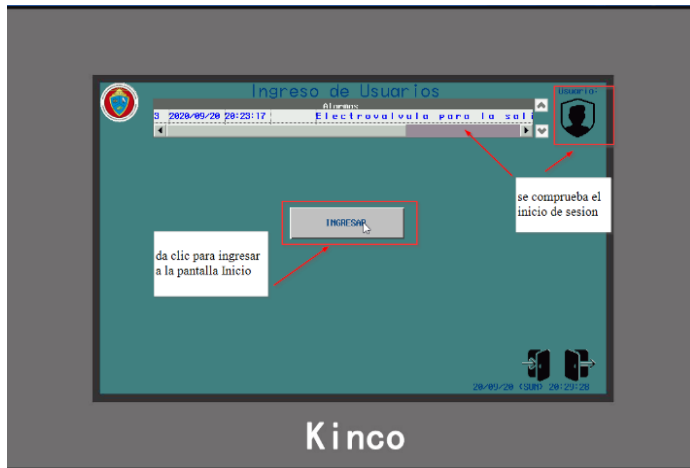 Ingreso de Usuarios
Usuario:
Alarmas
3 2020/09/20 20:23:17 Electrovalvula para la sali
se comprueba el
inicio de sesion
INGRESAR
da clic para ingresar
a la pantalla Inicio
20/09/20 (SUN) 20:29:28
Kinco